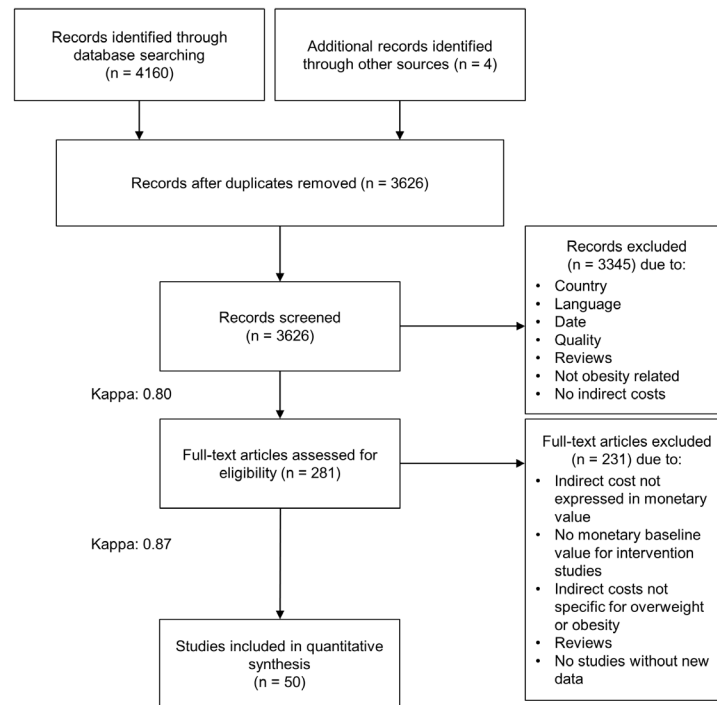 Records identified through
database searching
(n = 4160)
Additional records identified
through other sources (n = 4)
Records after duplicates removed (n = 3626)
Records excluded
(n = 3345) due to:
• Country
• Language
• Date
• Quality
• Reviews
• Not obesity related
• No indirect costs
Records screened
(n = 3626)
Kappa: 0.80
Full-text articles assessed for
eligibility (n = 281)
Full-text articles excluded
(n = 231) due to:
• Indirect cost not
expressed in monetary
value
• No monetary baseline
value for intervention
studies
• Indirect costs not
specific for overweight
or obesity
• Reviews
• No studies without new
data
Kappa: 0.87
Studies included in quantitative
synthesis
(n = 50)